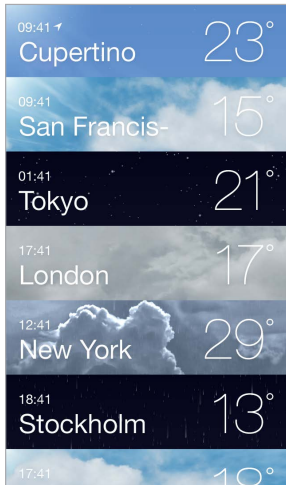 09:41
Cupertino
23°
09:41
San Francis-
15°
01:41
Tokyo
21°
17:41
London
17°
12:41
New York
29°
18:41
Stockholm
13°
17:41